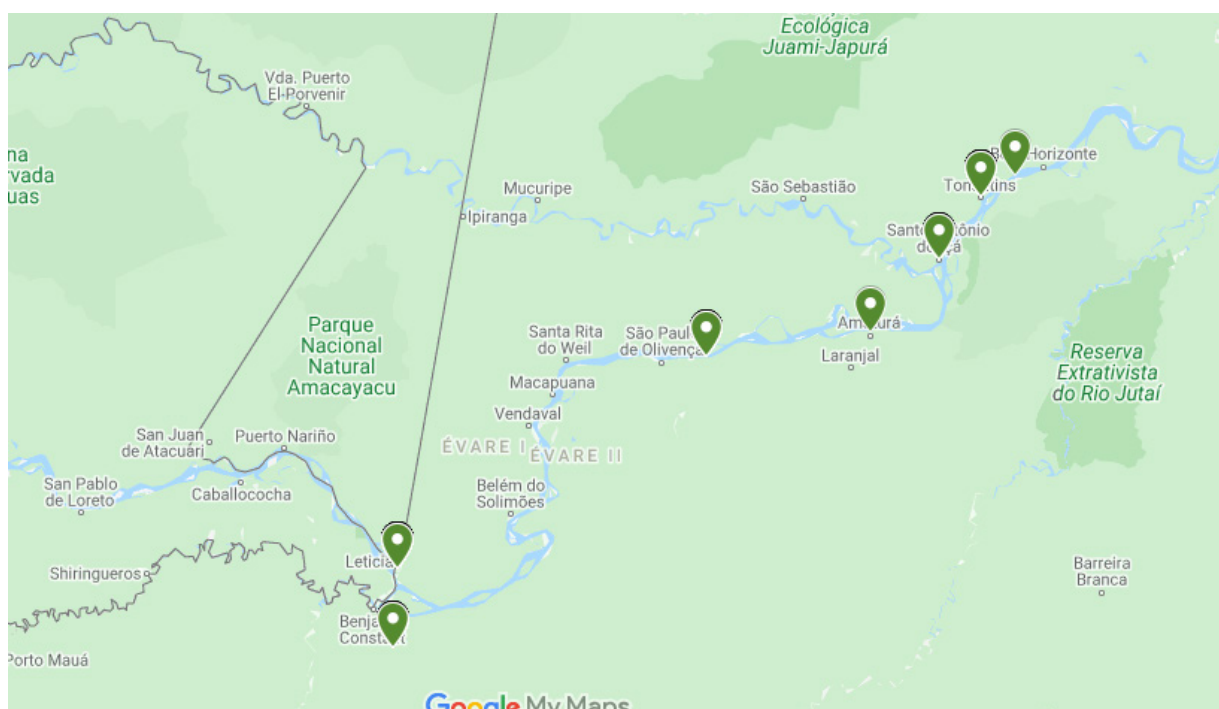 Ecológica
Juami-Japurá
Vda. Puerto
El Porvenir
na
rvada
uas
Horizonte
Mucuripe
São Sebastião
Ipiranga
Parque
Nacional
Natural
Amacayacu
Santa Rita
do Weil
São Paul
de Olivença
Laranjal
Reserva
Extrativista
do Rio Jutaí
Macapuana
Vendaval
San Juan
de Atacuári
Puerto Nariño
ÉVARE I
ÉVARE II
San Pablo
de Loreto
Caballococha
Belém do
Solimões
Leticia
Shiringueros
Barreira
Branca
Porto Mauá
Google My Maps